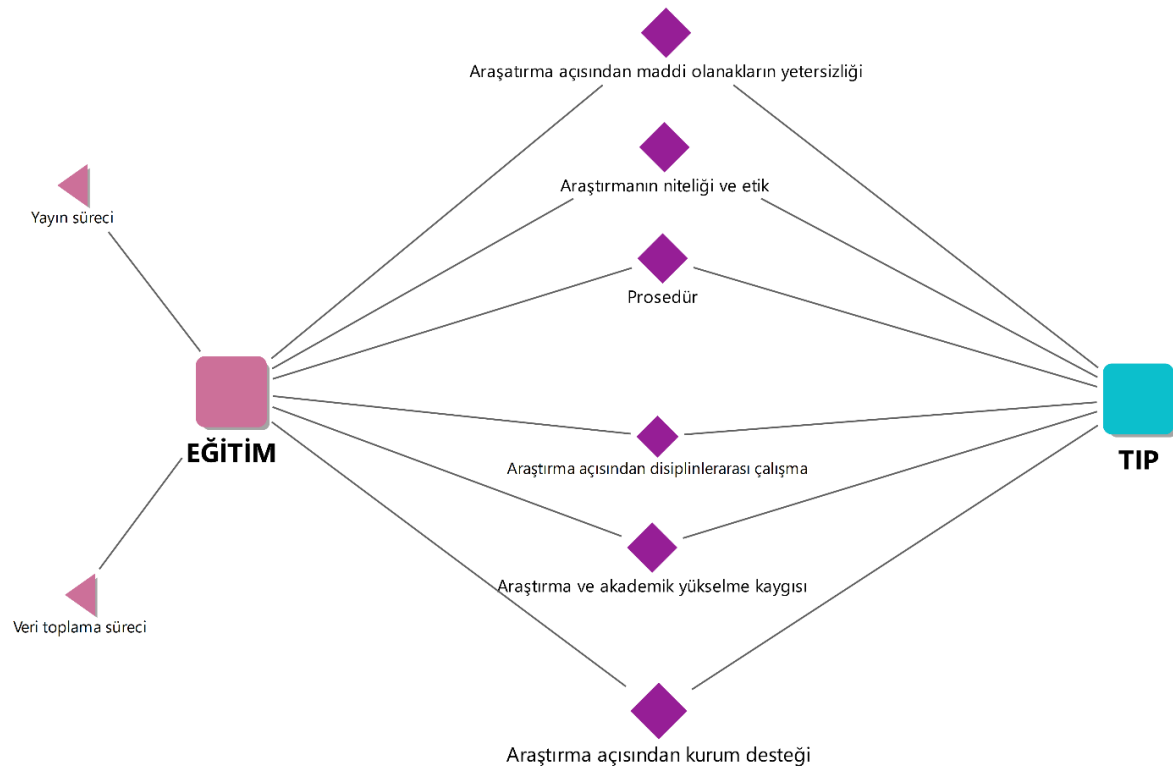 Araşatırma açısından maddi olanakların yetersizliği
Araştırmanın niteliği ve etik
Yayın süreci
Prosedür
EĞİTİM
TIP
Araştırma açısından disiplinlerarası çalışma
Araştırma ve akademik yükselme kaygısı
Veri toplama süreci
Araştırma açısından kurum desteği